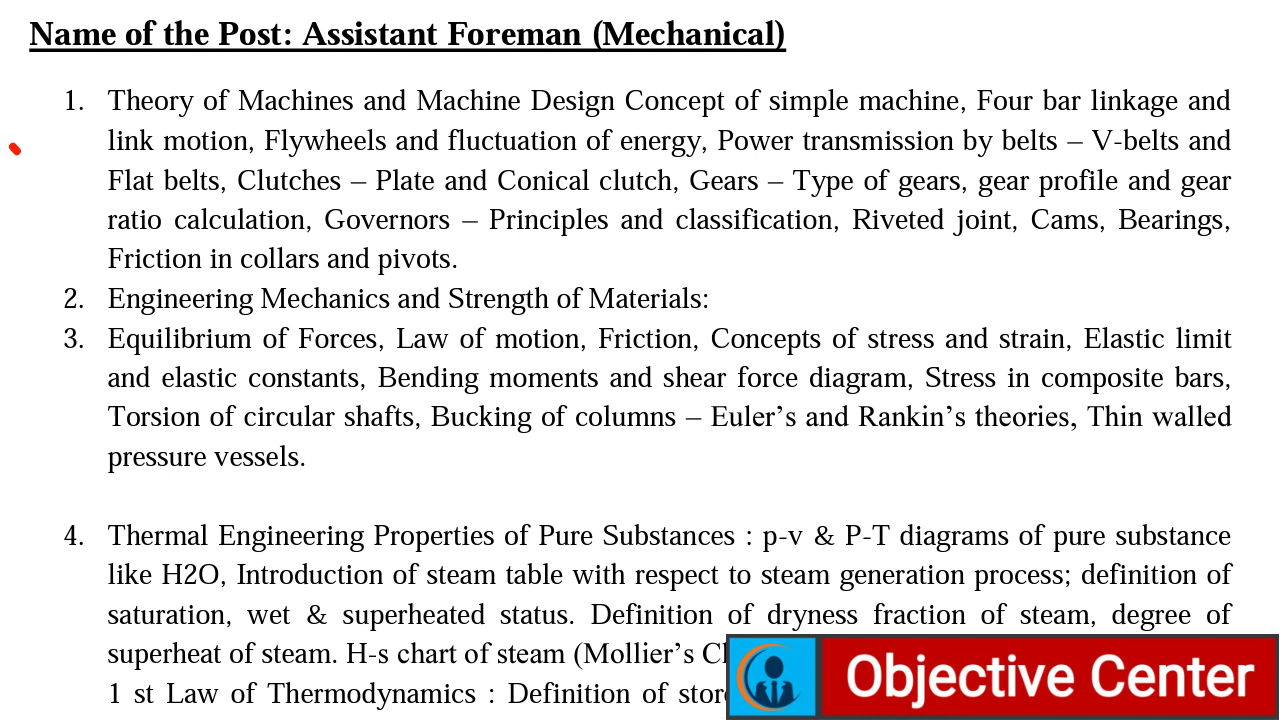 Name of the Post: Assistant Foreman (Mechanical)
1. Theory of Machines and Machine Design Concept of simple machine, Four bar linkage and
link motion, Flywheels and fluctuation of energy, Power transmission by belts – V-belts and
Flat belts, Clutches – Plate and Conical clutch, Gears – Type of gears, gear profile and gear
ratio calculation, Governors – Principles and classification, Riveted joint, Cams, Bearings,
Friction in collars and pivots.
2. Engineering Mechanics and Strength of Materials:
3. Equilibrium of Forces, Law of motion, Friction, Concepts of stress and strain, Elastic limit
and elastic constants, Bending moments and shear force diagram, Stress in composite bars,
Torsion of circular shafts, Bucking of columns – Euler’s and Rankin’s theories, Thin walled
pressure vessels.
4. Thermal Engineering Properties of Pure Substances : p-v & P-T diagrams of pure substance
like H2O, Introduction of steam table with respect to steam generation process; definition of
saturation, wet & superheated status. Definition of dryness fraction of steam, degree of
superheat of steam. H-s chart of steam (Mollier’s
1 st Law of Thermodynamics : Definition of
Objective Center